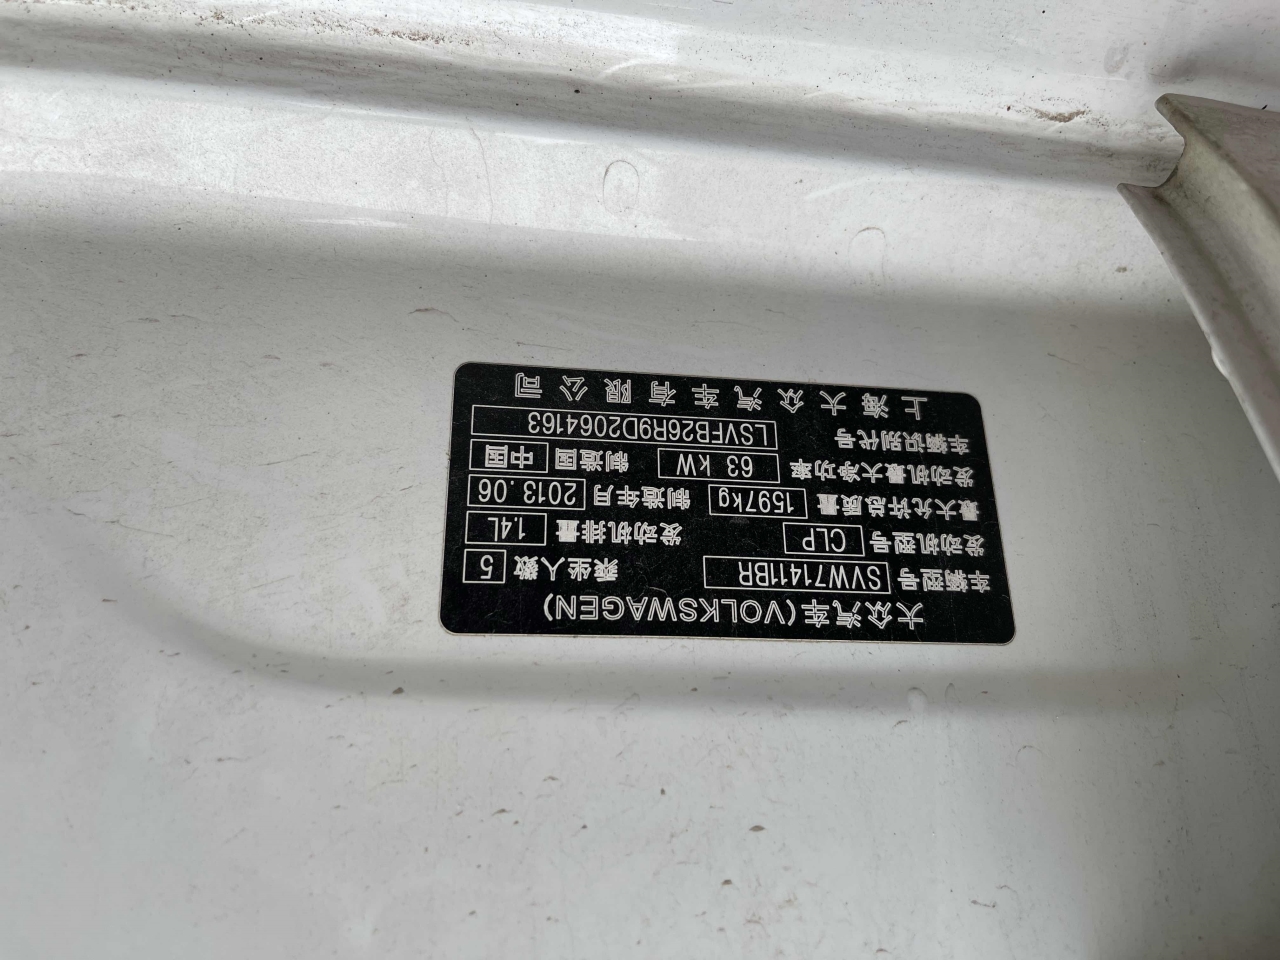 大众汽车(VOLKSWAGEN)
车辆型号 SVW71411BR 乘坐人数 5
发动机型号 CLP 发动机排量 1.4L
最大允许总质量 1597kg 制造年月 2013.06
发动机最大净功率 63 kW 制造国 中国
车辆识别代号 LSVFB26R9D2064163
上海大众汽车有限公司